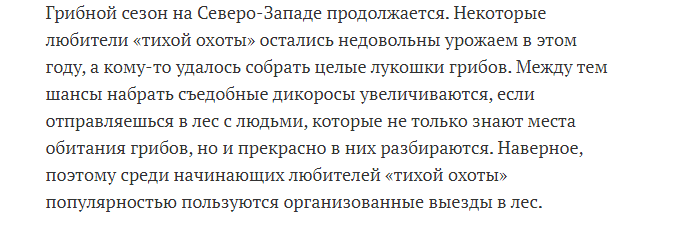 Грибной сезон на Северо-Западе продолжается. Некоторые
любители «тихой охоты» остались недовольны урожаем в этом
году, а кому-то удалось собрать целые лукошки грибов. Между тем
шансы набрать съедобные дикоросы увеличиваются, если
отправляешься в лес с людьми, которые не только знают места
обитания грибов, но и прекрасно в них разбираются. Наверное,
поэтому среди начинающих любителей «тихой охоты»
популярностью пользуются организованные выезды в лес.